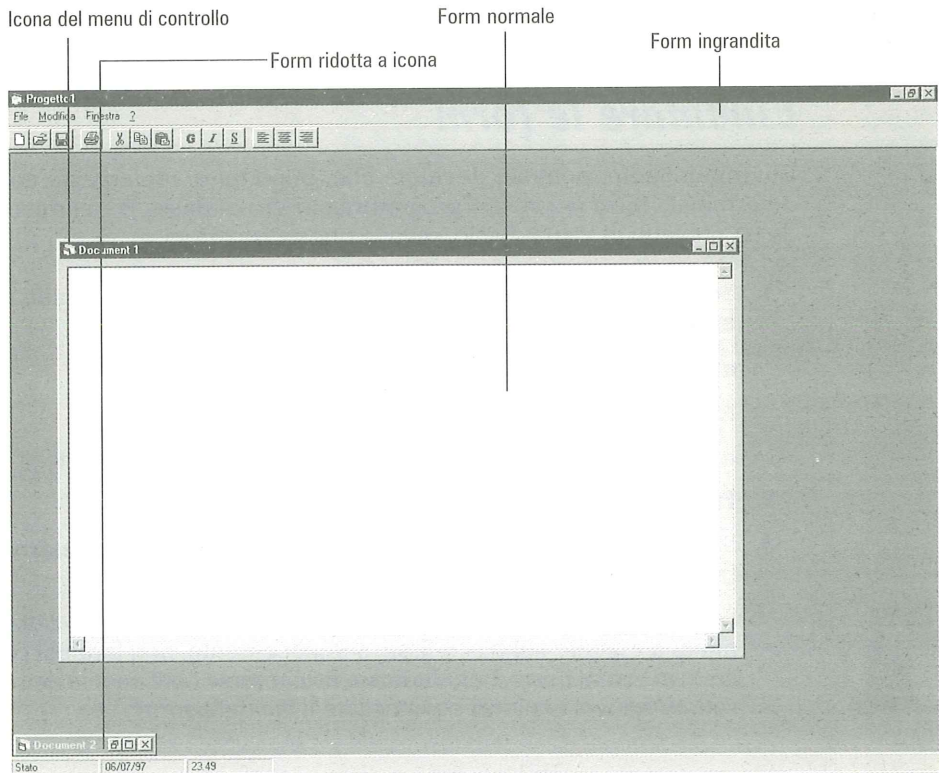 Icona del menu di controllo
Form normale
Form ingrandita
Form ridotta a icona
Progetto1
File Modifica Finestra ?
G I S
Document 1
Document 2
Stato 06/07/97 23.49